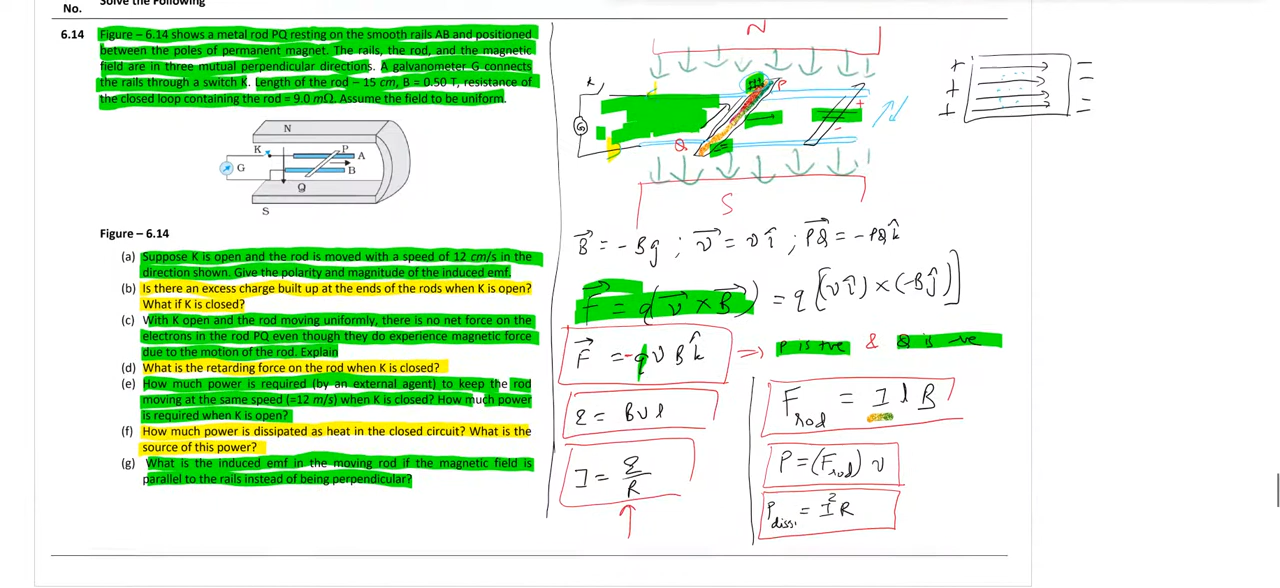 Solve the Following
No.
6.14 Figure – 6.14 shows a metal rod PQ resting on the smooth rails AB and positioned
between the poles of permanent magnet. The rails, the rod, and the magnetic
field are in three mutual perpendicular directions. A galvanometer G connects
the rails through a switch K. Length of the rod – 15 cm, B = 0.50 T, resistance of
the closed loop containing the rod = 9.0 mΩ. Assume the field to be uniform.
N
K
P
A
G
B
Q
S
Figure – 6.14
(a) Suppose K is open and the rod is moved with a speed of 12 cm/s in the
direction shown. Give the polarity and magnitude of the induced emf.
(b) Is there an excess charge built up at the ends of the rods when K is open?
What if K is closed?
(c) With K open and the rod moving uniformly, there is no net force on the
electrons in the rod PQ even though they do experience magnetic force
due to the motion of the rod. Explain
(d) What is the retarding force on the rod when K is closed?
(e) How much power is required (by an external agent) to keep the rod
moving at the same speed (=12 m/s) when K is closed? How much power
is required when K is open?
(f) How much power is dissipated as heat in the closed circuit? What is the
source of this power?
(g) What is the induced emf in the moving rod if the magnetic field is
parallel to the rails instead of being perpendicular?
N
K
P
G
Q
+
-
S
+ =
+
+ =
B = -Bĵ ; v = v î ; PQ = -PQ k̂
F = q(v × B) = q[(v î) × (-B ĵ)]
F = -q v B k̂ ⇒ P is +ve & Q is -ve
ε = B v l
I = ε/R
F rod = I l B
P = (F rod) v
P diss. = I² R